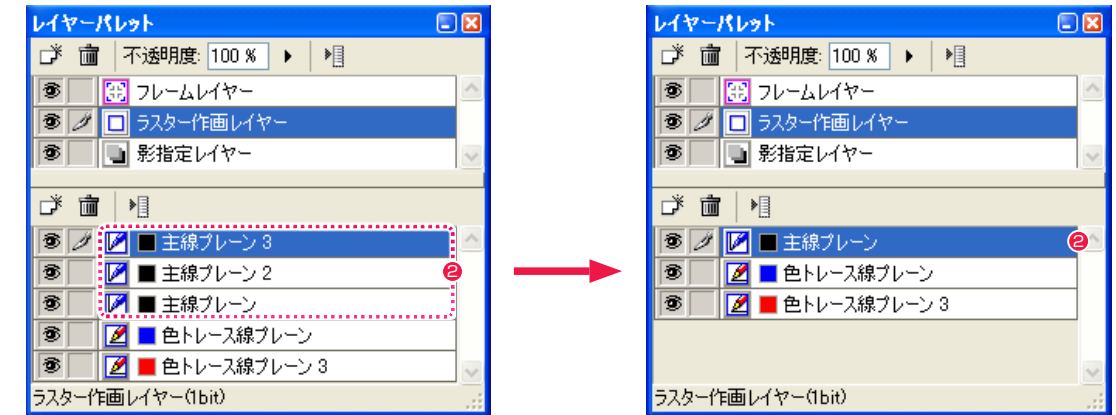 レイヤーパレット
不透明度: 100 %
フレームレイヤー
ラスター作画レイヤー
影指定レイヤー
主線プレーン 3
主線プレーン 2
2
主線プレーン
色トレース線プレーン
色トレース線プレーン 3
ラスター作画レイヤー(1bit)
レイヤーパレット
不透明度: 100 %
フレームレイヤー
ラスター作画レイヤー
影指定レイヤー
主線プレーン
2
色トレース線プレーン
色トレース線プレーン 3
ラスター作画レイヤー(1bit)